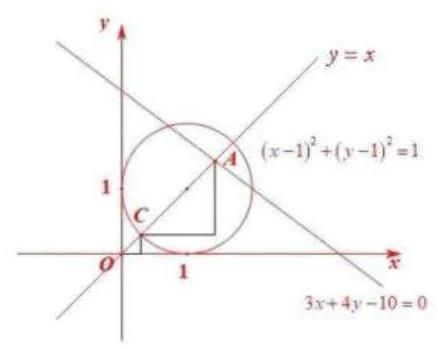 y
y = x
A
(x−1)²+(y−1)²=1
1
C
O
1
x
3x+4y−10=0